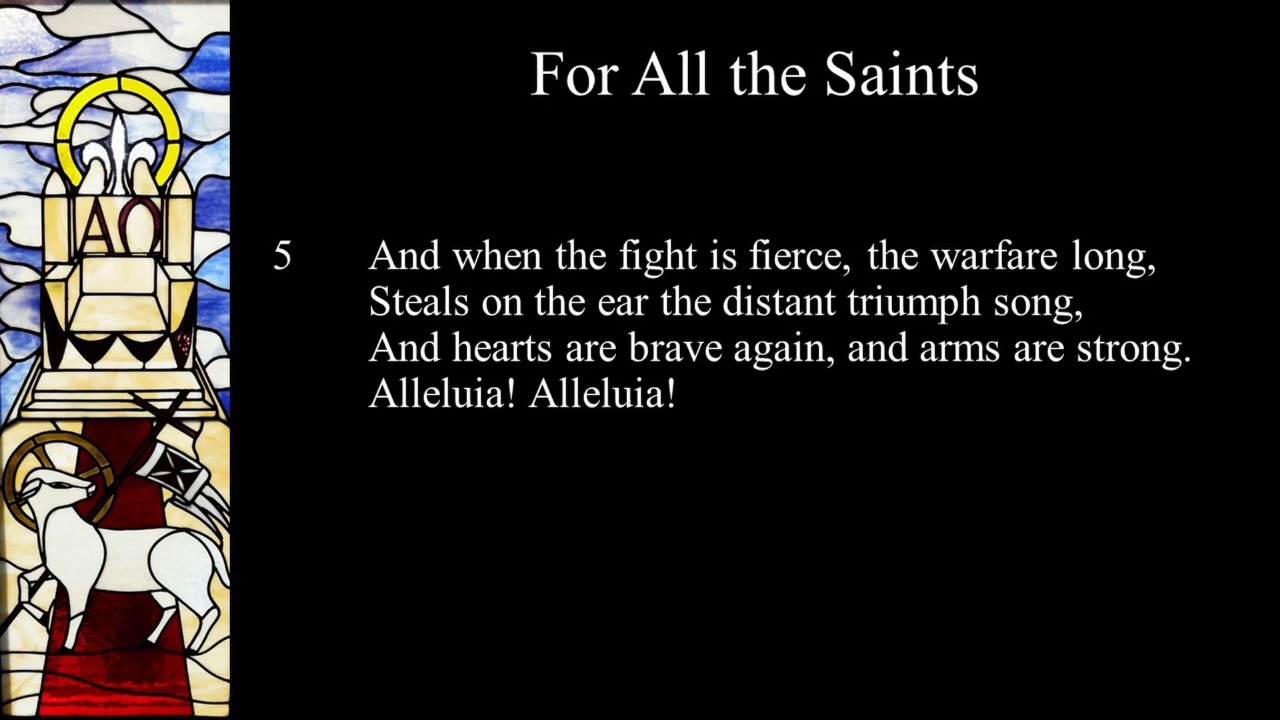 For All the Saints
5 And when the fight is fierce, the warfare long,
Steals on the ear the distant triumph song,
And hearts are brave again, and arms are strong.
Alleluia! Alleluia!
ΑΩ